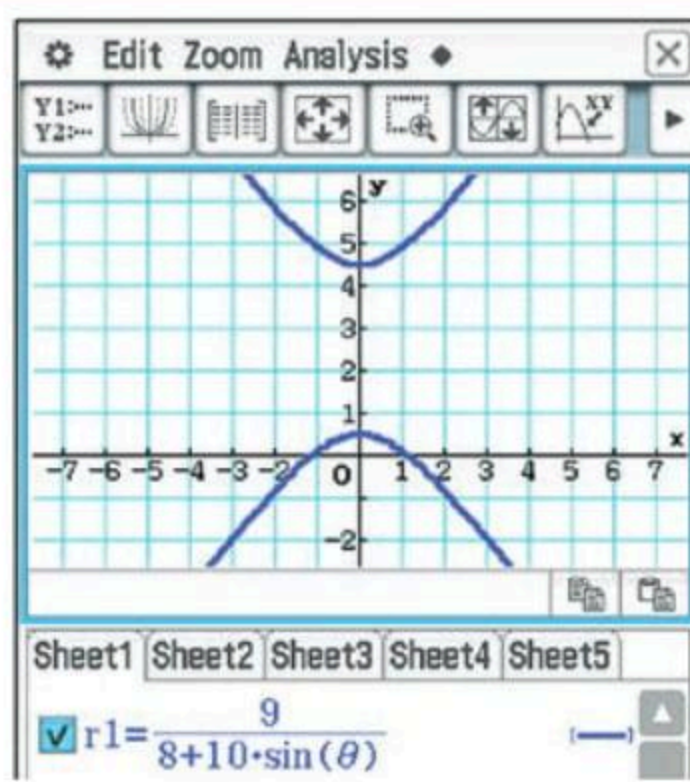 Edit Zoom Analysis
Y1:··· XY
Y2:···
y
6
5
4
3
2
1
x
-7 -6 -5 -4 -3 -2 0 1 2 3 4 5 6 7
-2
Sheet1 Sheet2 Sheet3 Sheet4 Sheet5
r1=9/(8+10·sin(θ))